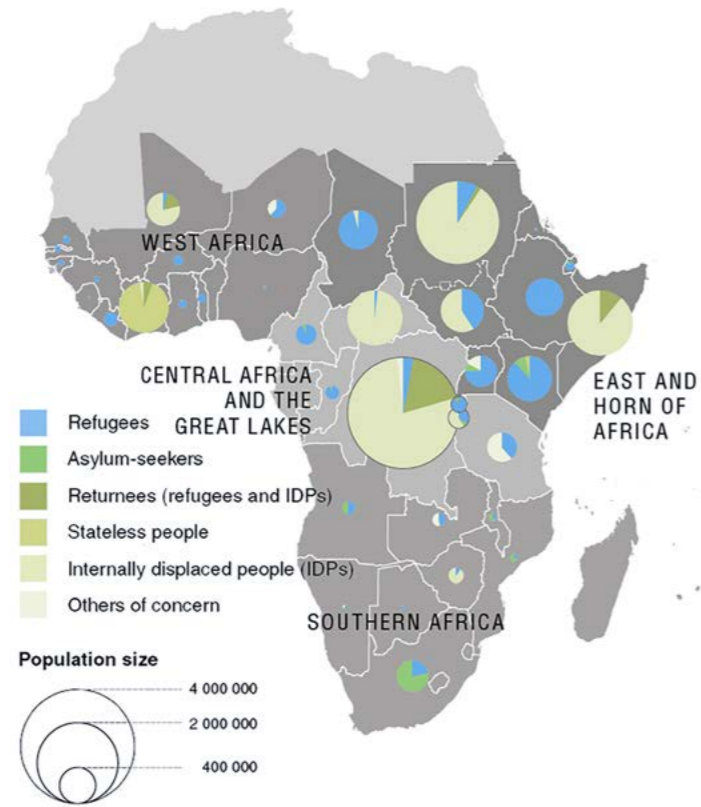 WEST AFRICA
CENTRAL AFRICA
AND THE
GREAT LAKES
EAST AND
HORN OF
AFRICA
SOUTHERN AFRICA
Refugees
Asylum-seekers
Returnees (refugees and IDPs)
Stateless people
Internally displaced people (IDPs)
Others of concern
Population size
4 000 000
2 000 000
400 000